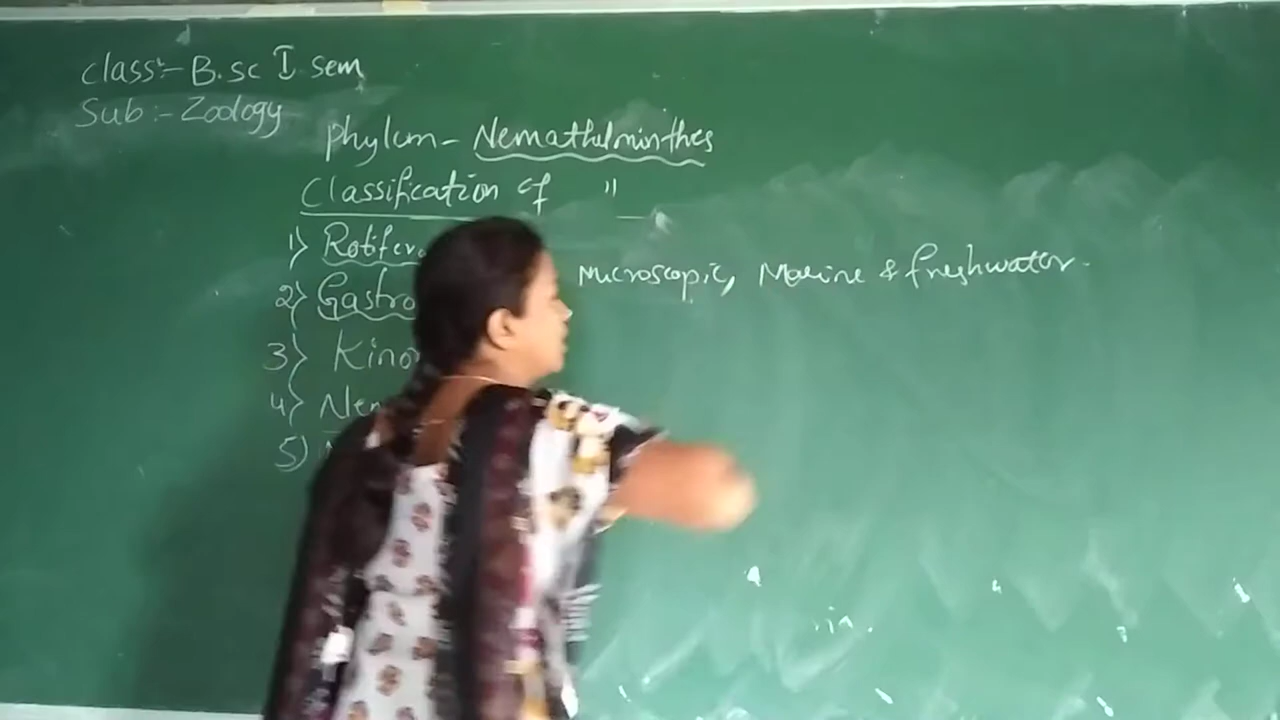 class:- B.sc I sem
Sub:- Zoology
phylum- Nemathelminthes
Classification of "
1) Rotifera
2) Gastro
Microscopic, Marine & freshwater.
3) Kino
4) Nem
5)